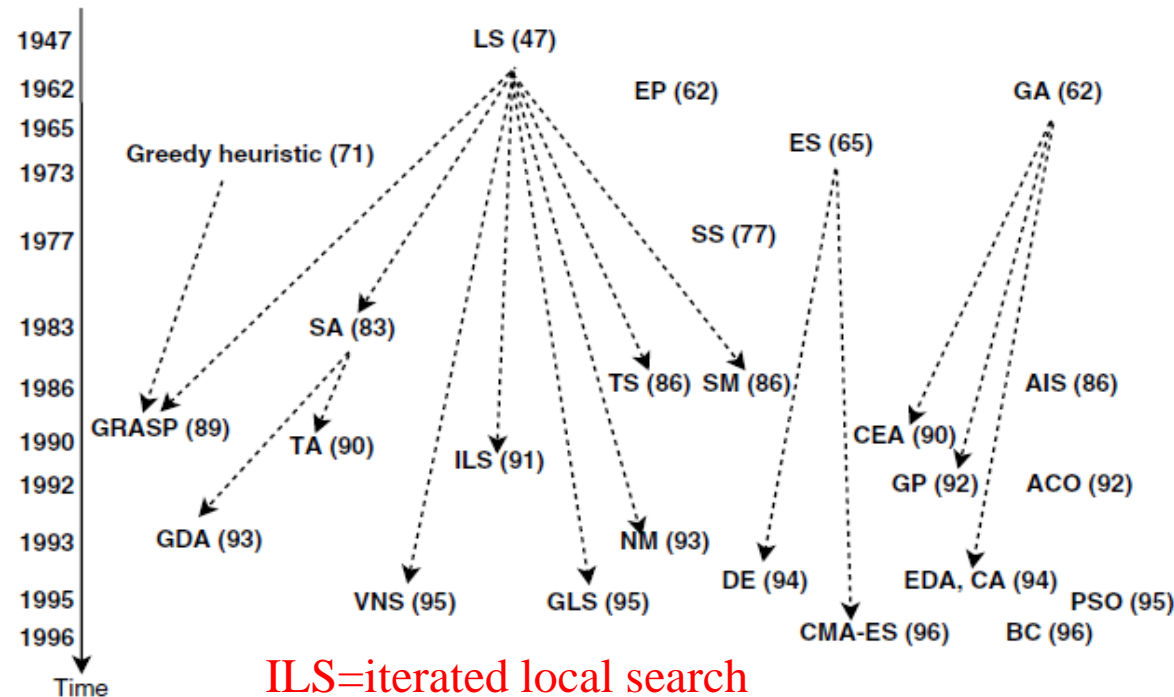 1947
LS (47)
1962
EP (62)
GA (62)
1965
ES (65)
Greedy heuristic (71)
1973
SS (77)
1977
1983
SA (83)
1986
TS (86)
SM (86)
AIS (86)
GRASP (89)
1990
TA (90)
CEA (90)
ILS (91)
1992
GP (92)
ACO (92)
1993
GDA (93)
NM (93)
DE (94)
EDA, CA (94)
1995
VNS (95)
GLS (95)
PSO (95)
1996
CMA-ES (96)
BC (96)
Time
ILS=iterated local search